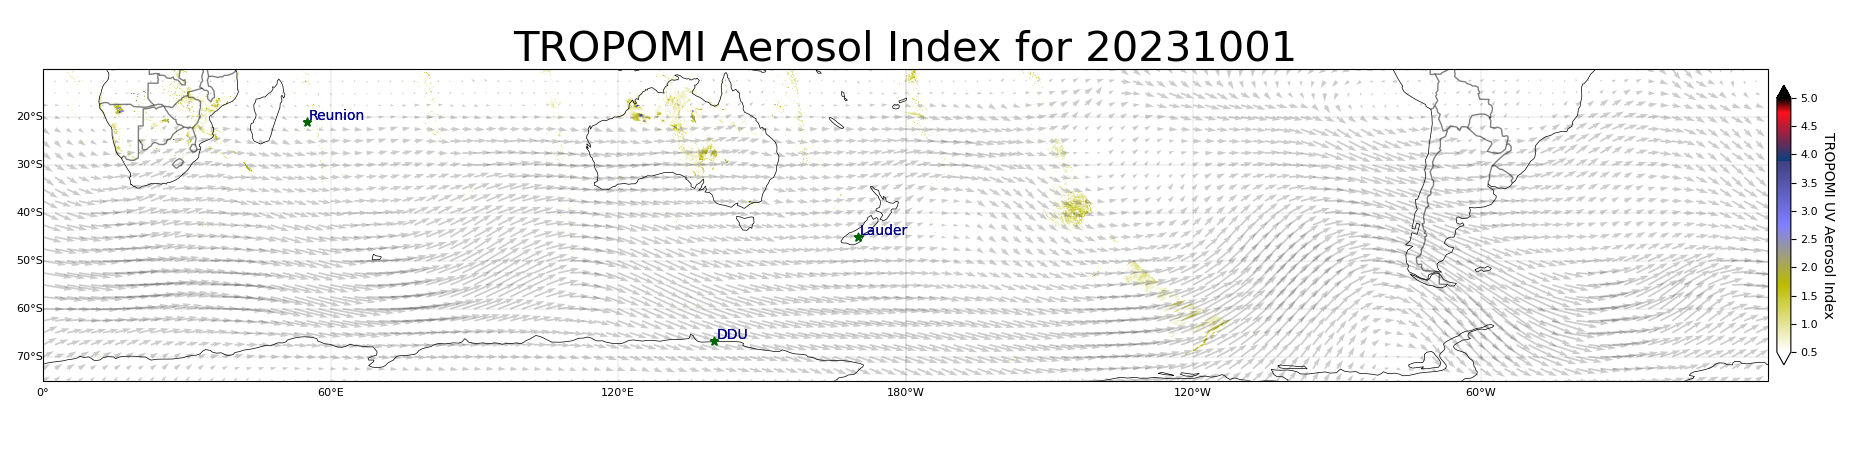 TROPOMI Aerosol Index for 20231001
20°S
30°S
40°S
50°S
60°S
70°S
Reunion
Lauder
DDU
0°
60°E
120°E
180°W
120°W
60°W
5.0
4.5
4.0
3.5
3.0
2.5
2.0
1.5
1.0
0.5
TROPOMI UV Aerosol Index